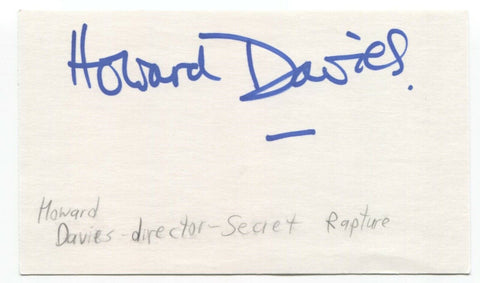 Howard Davies.
Howard
Davies-director-Secret Rapture